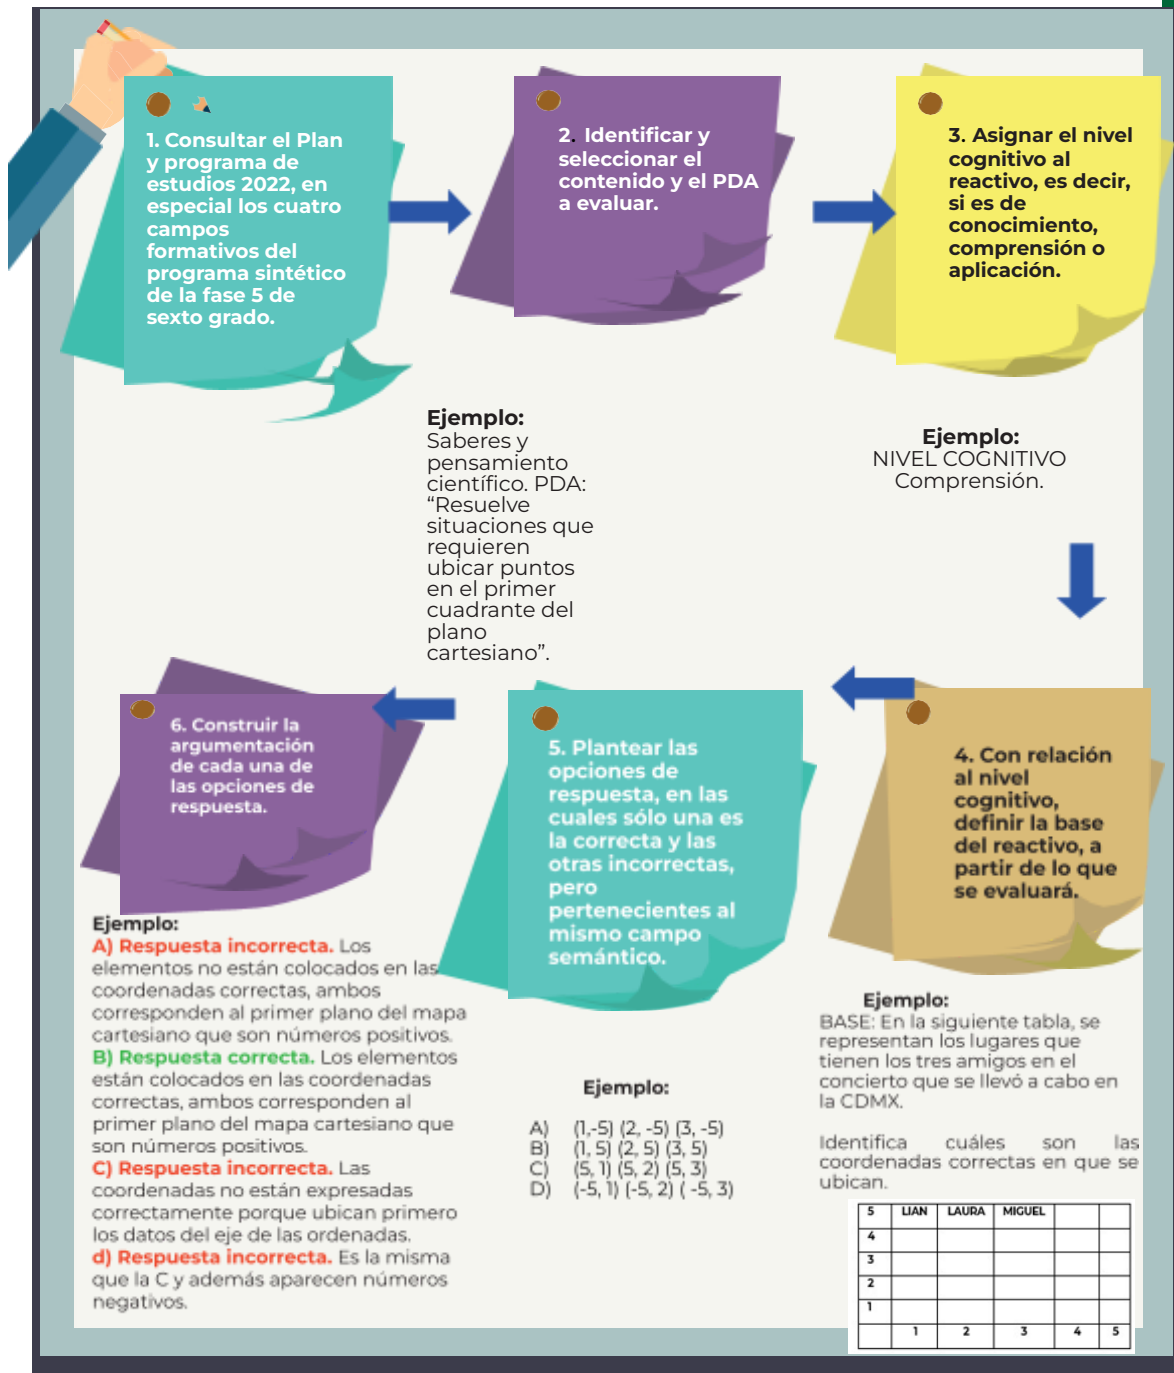 1. Consultar el Plan
y programa de
estudios 2022, en
especial los cuatro
campos
formativos del
programa sintético
de la fase 5 de
sexto grado.
2. Identificar y
seleccionar el
contenido y el PDA
a evaluar.
3. Asignar el nivel
cognitivo al
reactivo, es decir,
si es de
conocimiento,
comprensión o
aplicación.
Ejemplo:
Saberes y
pensamiento
científico. PDA:
“Resuelve
situaciones que
requieren
ubicar puntos
en el primer
cuadrante del
plano
cartesiano”.
Ejemplo:
NIVEL COGNITIVO
Comprensión.
4. Con relación
al nivel
cognitivo,
definir la base
del reactivo, a
partir de lo que
se evaluará.
Ejemplo:
BASE: En la siguiente tabla, se
representan los lugares que
tienen los tres amigos en el
concierto que se llevó a cabo en
la CDMX.
Identifica cuáles son las
coordenadas correctas en que se
ubican.
5 LIAN LAURA MIGUEL
4
3
2
1
1 2 3 4 5
5. Plantear las
opciones de
respuesta, en las
cuales sólo una es
la correcta y las
otras incorrectas,
pero
pertenecientes al
mismo campo
semántico.
Ejemplo:
A) (1,-5) (2, -5) (3, -5)
B) (1, 5) (2, 5) (3, 5)
C) (5, 1) (5, 2) (5, 3)
D) (-5, 1) (-5, 2) ( -5, 3)
6. Construir la
argumentación
de cada una de
las opciones de
respuesta.
Ejemplo:
A) Respuesta incorrecta. Los
elementos no están colocados en las
coordenadas correctas, ambos
corresponden al primer plano del mapa
cartesiano que son números positivos.
B) Respuesta correcta. Los elementos
están colocados en las coordenadas
correctas, ambos corresponden al
primer plano del mapa cartesiano que
son números positivos.
C) Respuesta incorrecta. Las
coordenadas no están expresadas
correctamente porque ubican primero
los datos del eje de las ordenadas.
d) Respuesta incorrecta. Es la misma
que la C y además aparecen números
negativos.